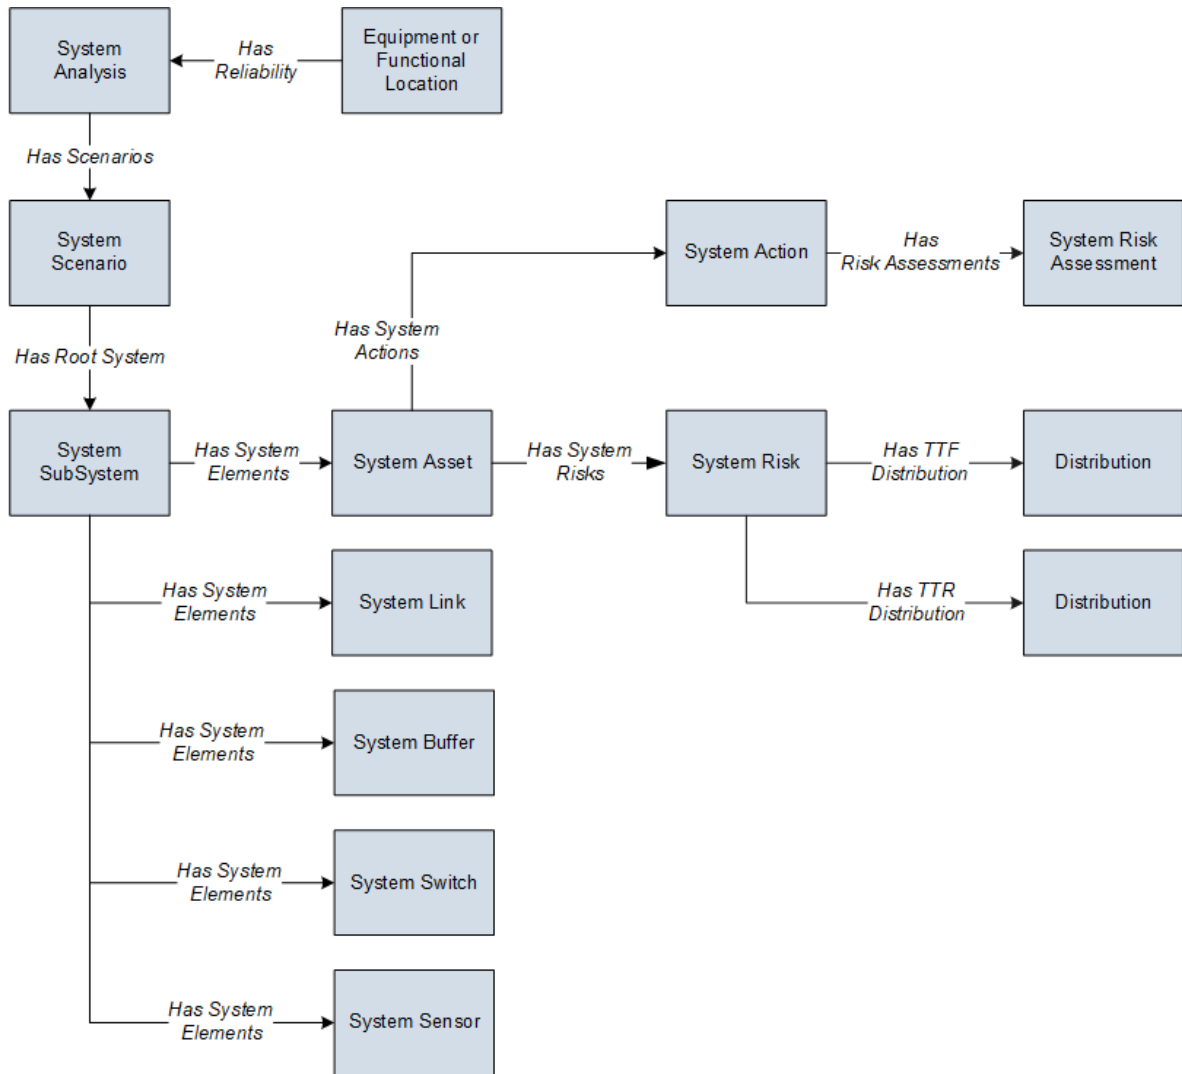 System
Analysis
Has
Reliability
Equipment or
Functional
Location
Has Scenarios
System
Scenario
System Action
Has
Risk Assessments
System Risk
Assessment
Has Root System
Has System
Actions
System
SubSystem
Has System
Elements
System Asset
Has System
Risks
System Risk
Has TTF
Distribution
Distribution
Has System
Elements
System Link
Has TTR
Distribution
Distribution
Has System
Elements
System Buffer
Has System
Elements
System Switch
Has System
Elements
System Sensor